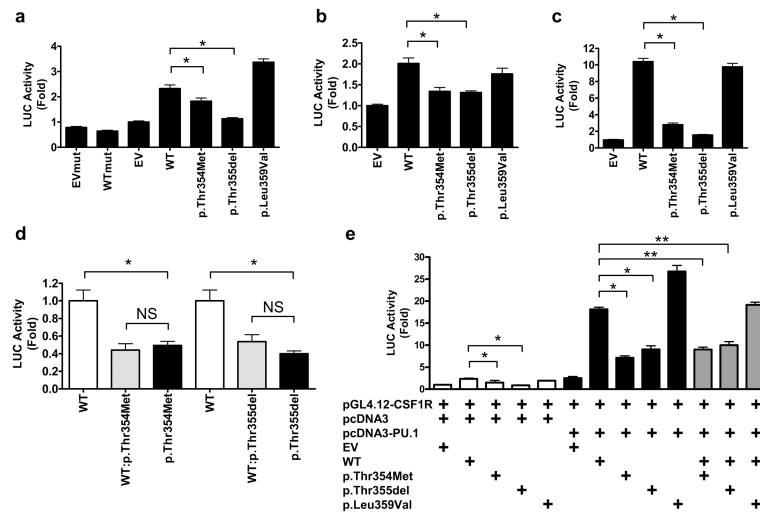 a
LUC Activity
(Fold)
4
3
2
1
0
*
*
EVmut
WTmut
EV
WT
p.Thr354Met
p.Thr355del
p.Leu359Val
b
LUC Activity
(Fold)
2.5
2.0
1.5
1.0
0.5
0.0
*
*
EV
WT
p.Thr354Met
p.Thr355del
p.Leu359Val
c
LUC Activity
(Fold)
12
10
8
6
4
2
0
*
*
EV
WT
p.Thr354Met
p.Thr355del
p.Leu359Val
d
LUC Activity
(Fold)
1.2
1.0
0.8
0.6
0.4
0.2
0.0
*
NS
*
NS
WT
WT:p.Thr354Met
p.Thr354Met
WT
WT:p.Thr355del
p.Thr355del
e
LUC Activity
(Fold)
30
25
20
15
10
5
0
*
*
**
**
*
*
pGL4.12-CSF1R + + + + + + + + + + + + +
pcDNA3 + + + + +
pcDNA3-PU.1 + + + + + + + +
EV + +
WT + + + + +
p.Thr354Met + + +
p.Thr355del + + +
p.Leu359Val + + +